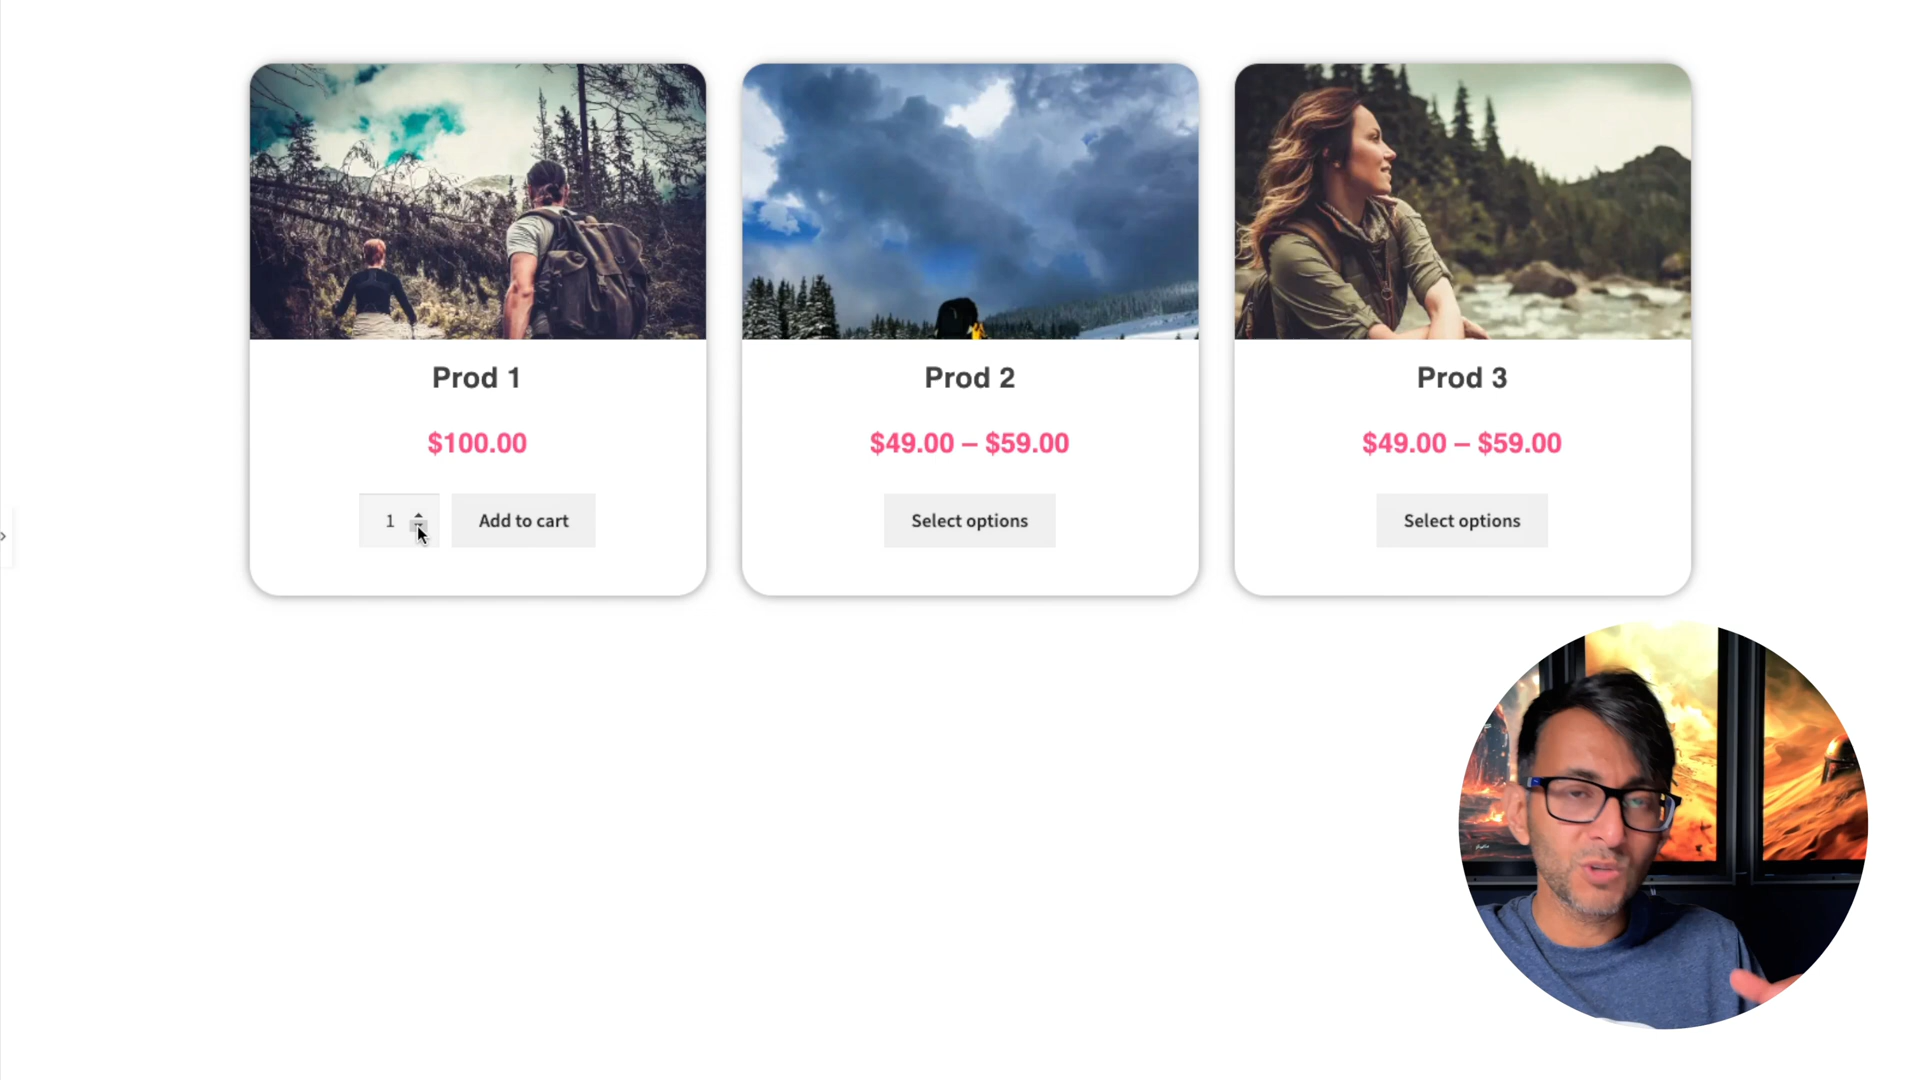 Prod 1
$100.00
1
Add to cart
Prod 2
$49.00 – $59.00
Select options
Prod 3
$49.00 – $59.00
Select options